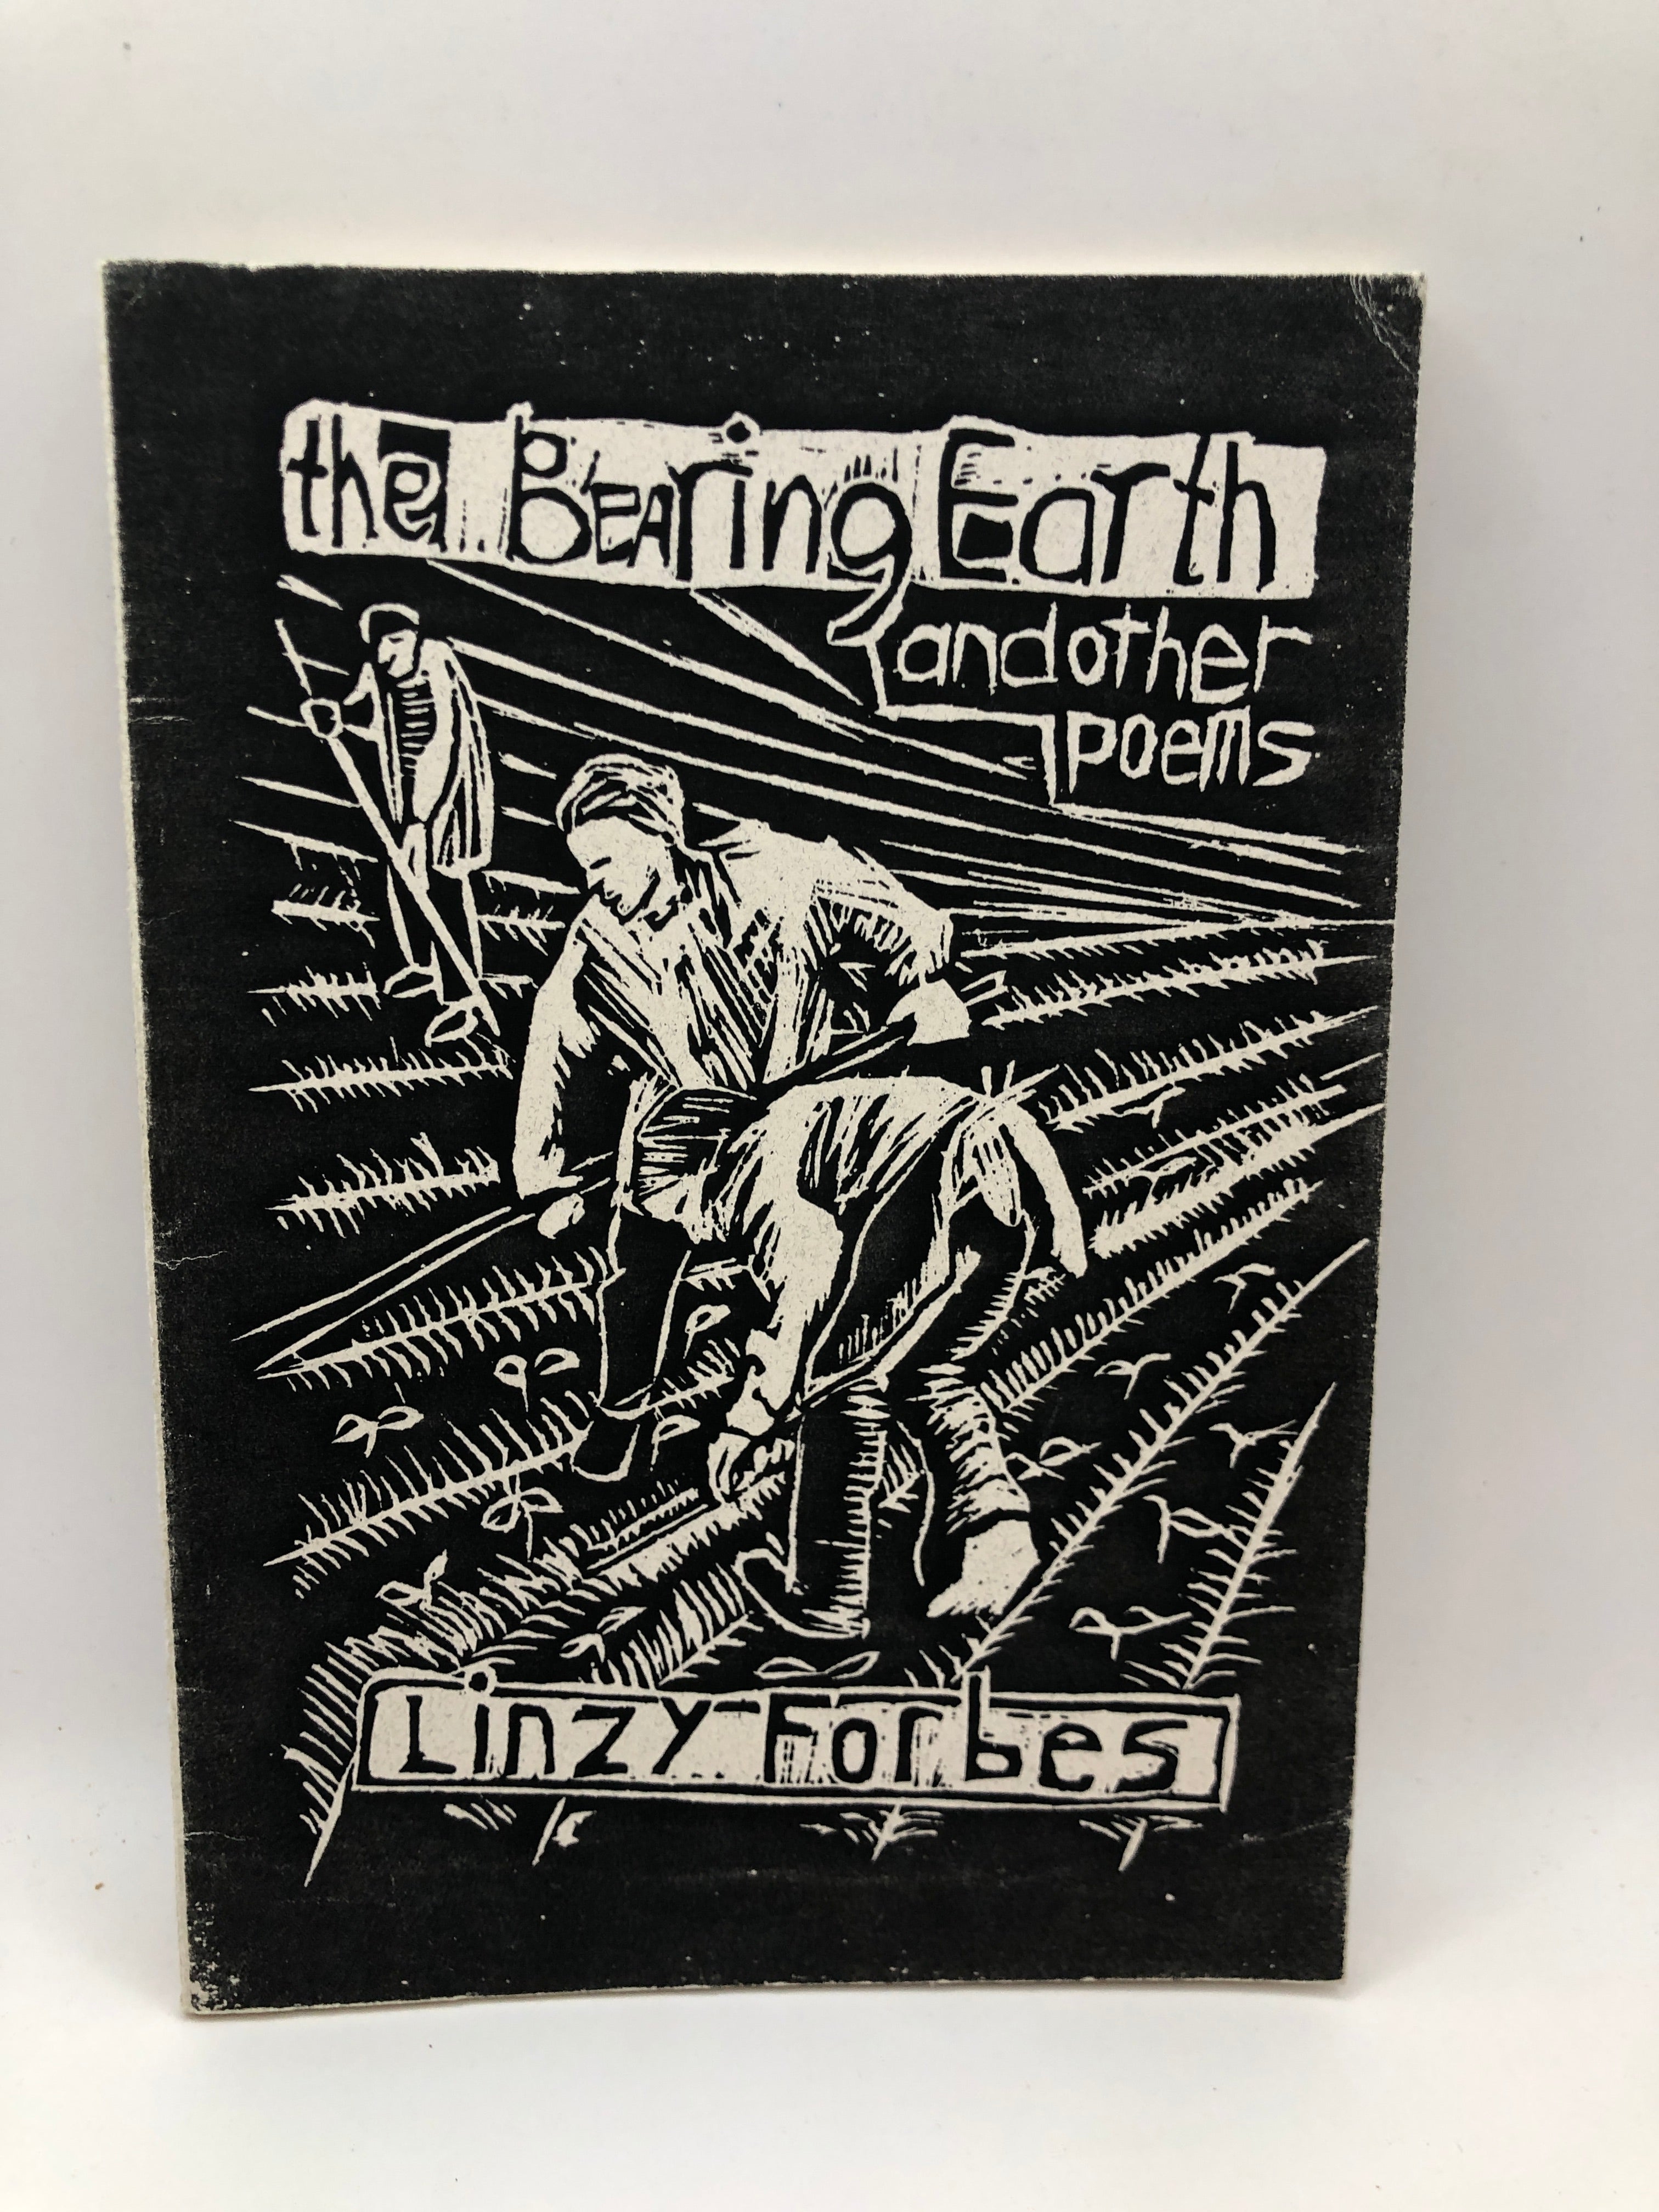 the BEAring Earth
and other
poems
Linzy Forbes